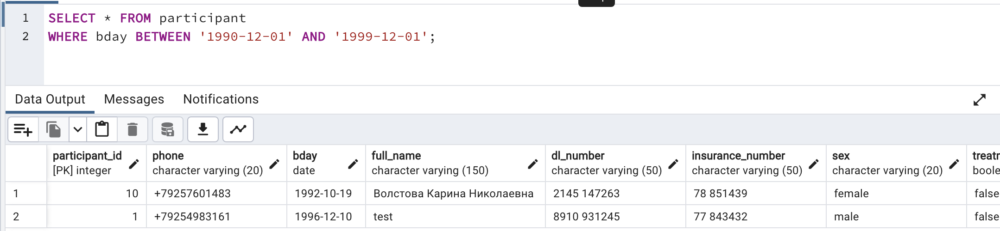 1 SELECT * FROM participant
2 WHERE bday BETWEEN '1990-12-01' AND '1999-12-01';
Data Output Messages Notifications
participant_id phone bday full_name dl_number insurance_number sex treatr
[PK] integer character varying (20) date character varying (150) character varying (50) character varying (50) character varying (20) boole
1 10 +79257601483 1992-10-19 Волстова Карина Николаевна 2145 147263 78 851439 female false
2 1 +79254983161 1996-12-10 test 8910 931245 77 843432 male false